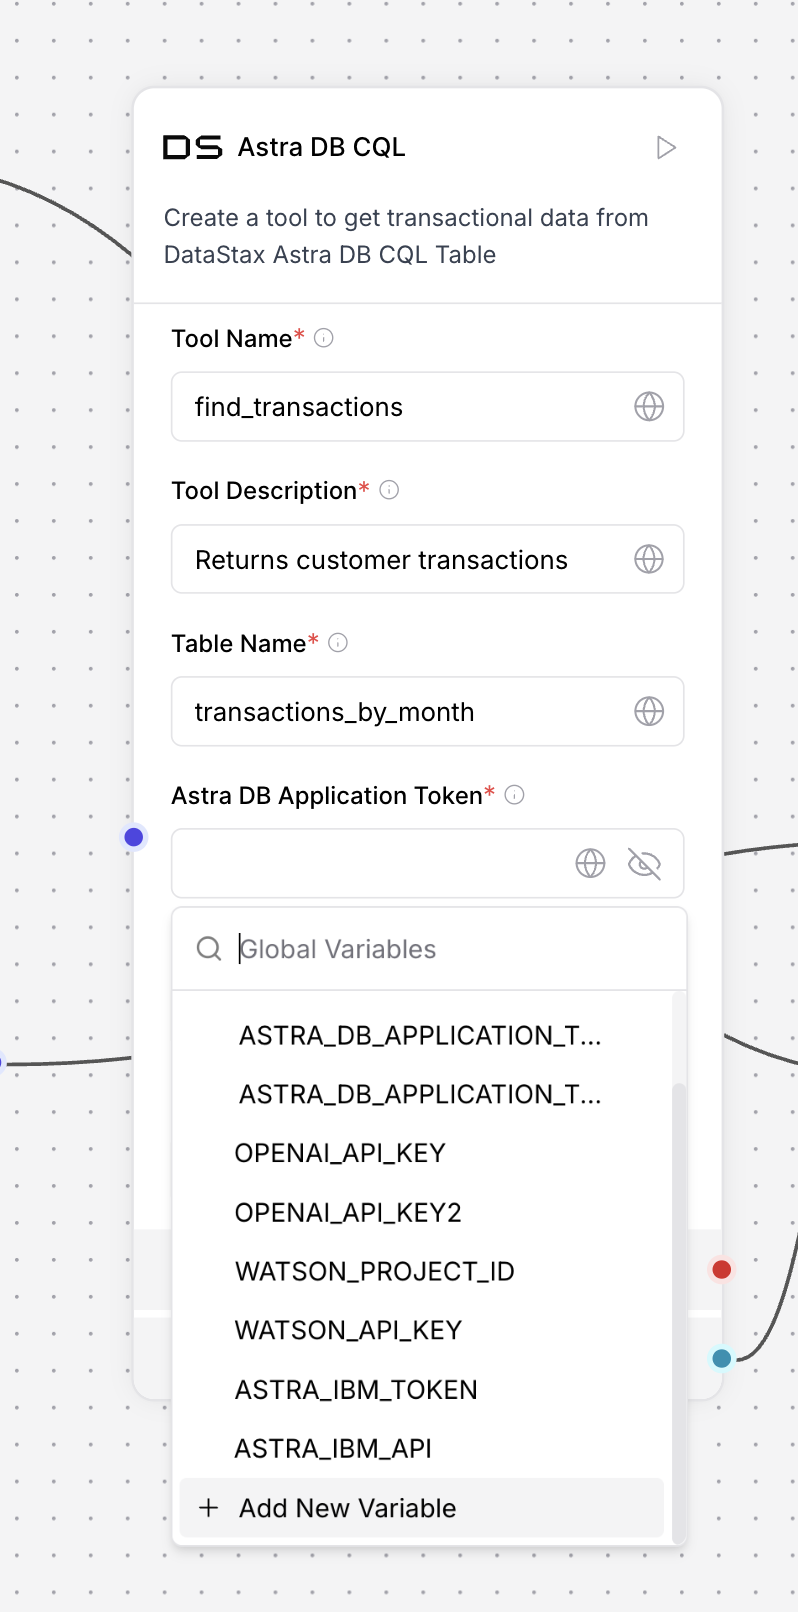 DS Astra DB CQL
Create a tool to get transactional data from
DataStax Astra DB CQL Table
Tool Name*
find_transactions
Tool Description*
Returns customer transactions
Table Name*
transactions_by_month
Astra DB Application Token*
Global Variables
ASTRA_DB_APPLICATION_T...
ASTRA_DB_APPLICATION_T...
OPENAI_API_KEY
OPENAI_API_KEY2
WATSON_PROJECT_ID
WATSON_API_KEY
ASTRA_IBM_TOKEN
ASTRA_IBM_API
Add New Variable